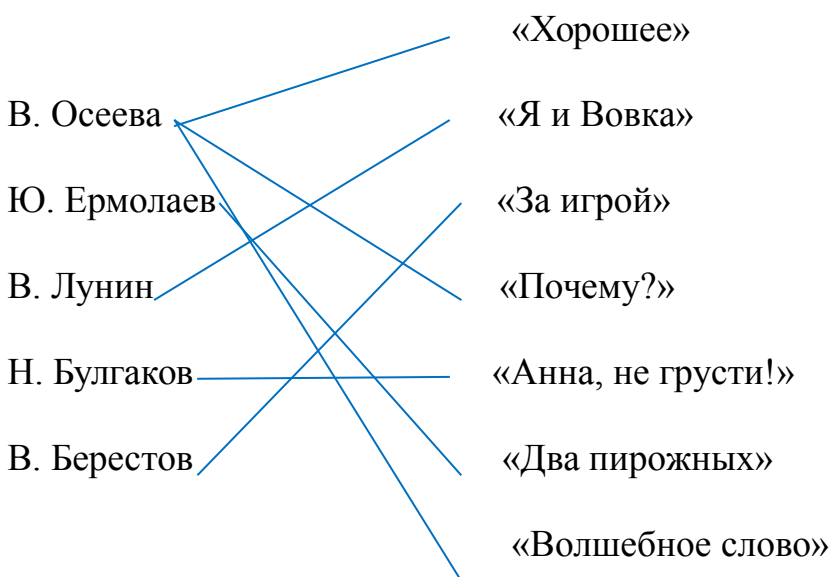 «Хорошее»
В. Осеева «Я и Вовка»
Ю. Ермолаев «За игрой»
В. Лунин «Почему?»
Н. Булгаков «Анна, не грусти!»
В. Берестов «Два пирожных»
«Волшебное слово»